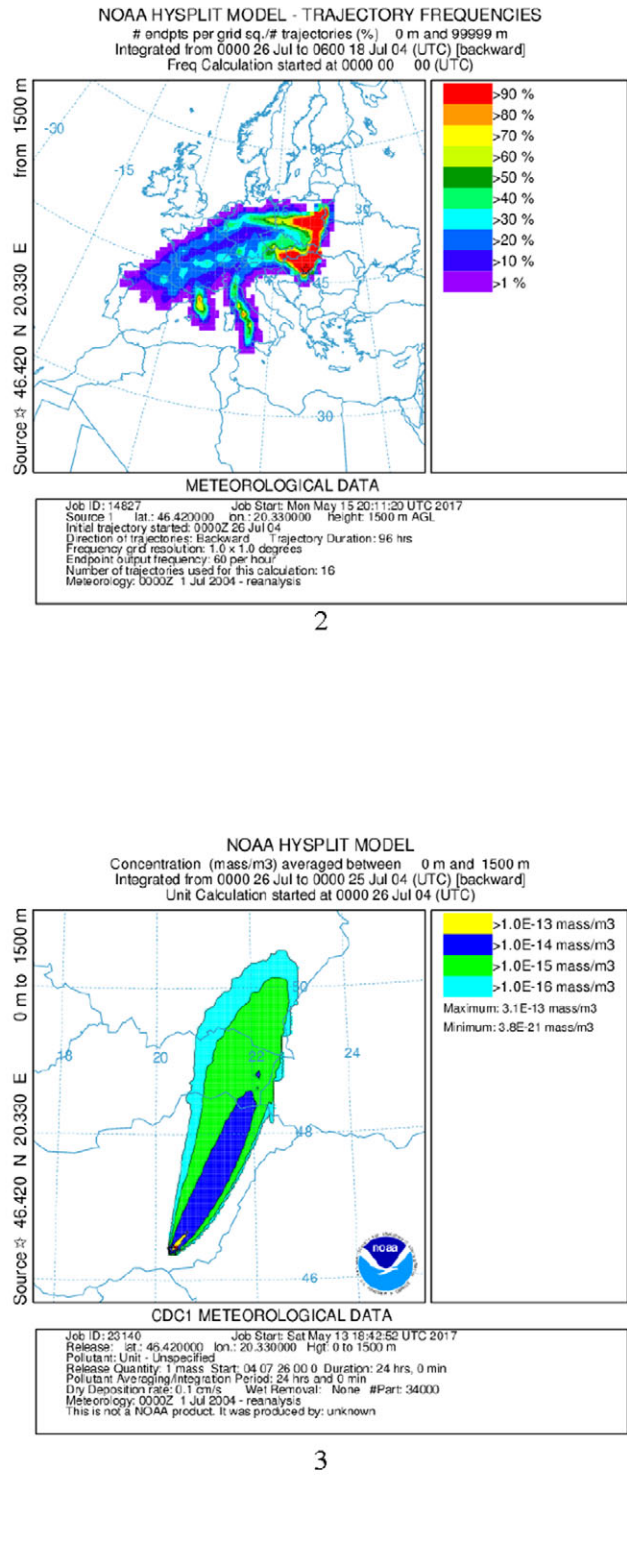 NOAA HYSPLIT MODEL - TRAJECTORY FREQUENCIES
# endpts per grid sq./# trajectories (%) 0 m and 99999 m
Integrated from 0000 26 Jul to 0600 18 Jul 04 (UTC) [backward]
Freq Calculation started at 0000 00 00 (UTC)
Source ☆ 46.420 N 20.330 E from 1500 m
-30
-15
35
45
30
>90 %
>80 %
>70 %
>60 %
>50 %
>40 %
>30 %
>20 %
>10 %
>1 %
METEOROLOGICAL DATA
Job ID: 14827 Job Start: Mon May 15 20:11:20 UTC 2017
Source 1 lat.: 46.420000 lon.: 20.330000 height: 1500 m AGL
Initial trajectory started: 0000Z 26 Jul 04
Direction of trajectories: Backward Trajectory Duration: 96 hrs
Frequency grid resolution: 1.0 x 1.0 degrees
Endpoint output frequency: 60 per hour
Number of trajectories used for this calculation: 16
Meteorology: 0000Z 1 Jul 2004 - reanalysis
2
NOAA HYSPLIT MODEL
Concentration (mass/m3) averaged between 0 m and 1500 m
Integrated from 0000 26 Jul to 0000 25 Jul 04 (UTC) [backward]
Unit Calculation started at 0000 26 Jul 04 (UTC)
Source ☆ 46.420 N 20.330 E 0 m to 1500 m
50
18
20
22
24
48
46
noaa
>1.0E-13 mass/m3
>1.0E-14 mass/m3
>1.0E-15 mass/m3
>1.0E-16 mass/m3
Maximum: 3.1E-13 mass/m3
Minimum: 3.8E-21 mass/m3
CDC1 METEOROLOGICAL DATA
Job ID: 23140 Job Start: Sat May 13 18:42:52 UTC 2017
Release: lat.: 46.420000 lon.: 20.330000 Hgt: 0 to 1500 m
Pollutant: Unit - Unspecified
Release Quantity: 1 mass Start: 04 07 26 00 0 Duration: 24 hrs, 0 min
Pollutant Averaging/Integration Period: 24 hrs and 0 min
Dry Deposition rate: 0.1 cm/s Wet Removal: None #Part: 34000
Meteorology: 0000Z 1 Jul 2004 - reanalysis
This is not a NOAA product. It was produced by: unknown
3